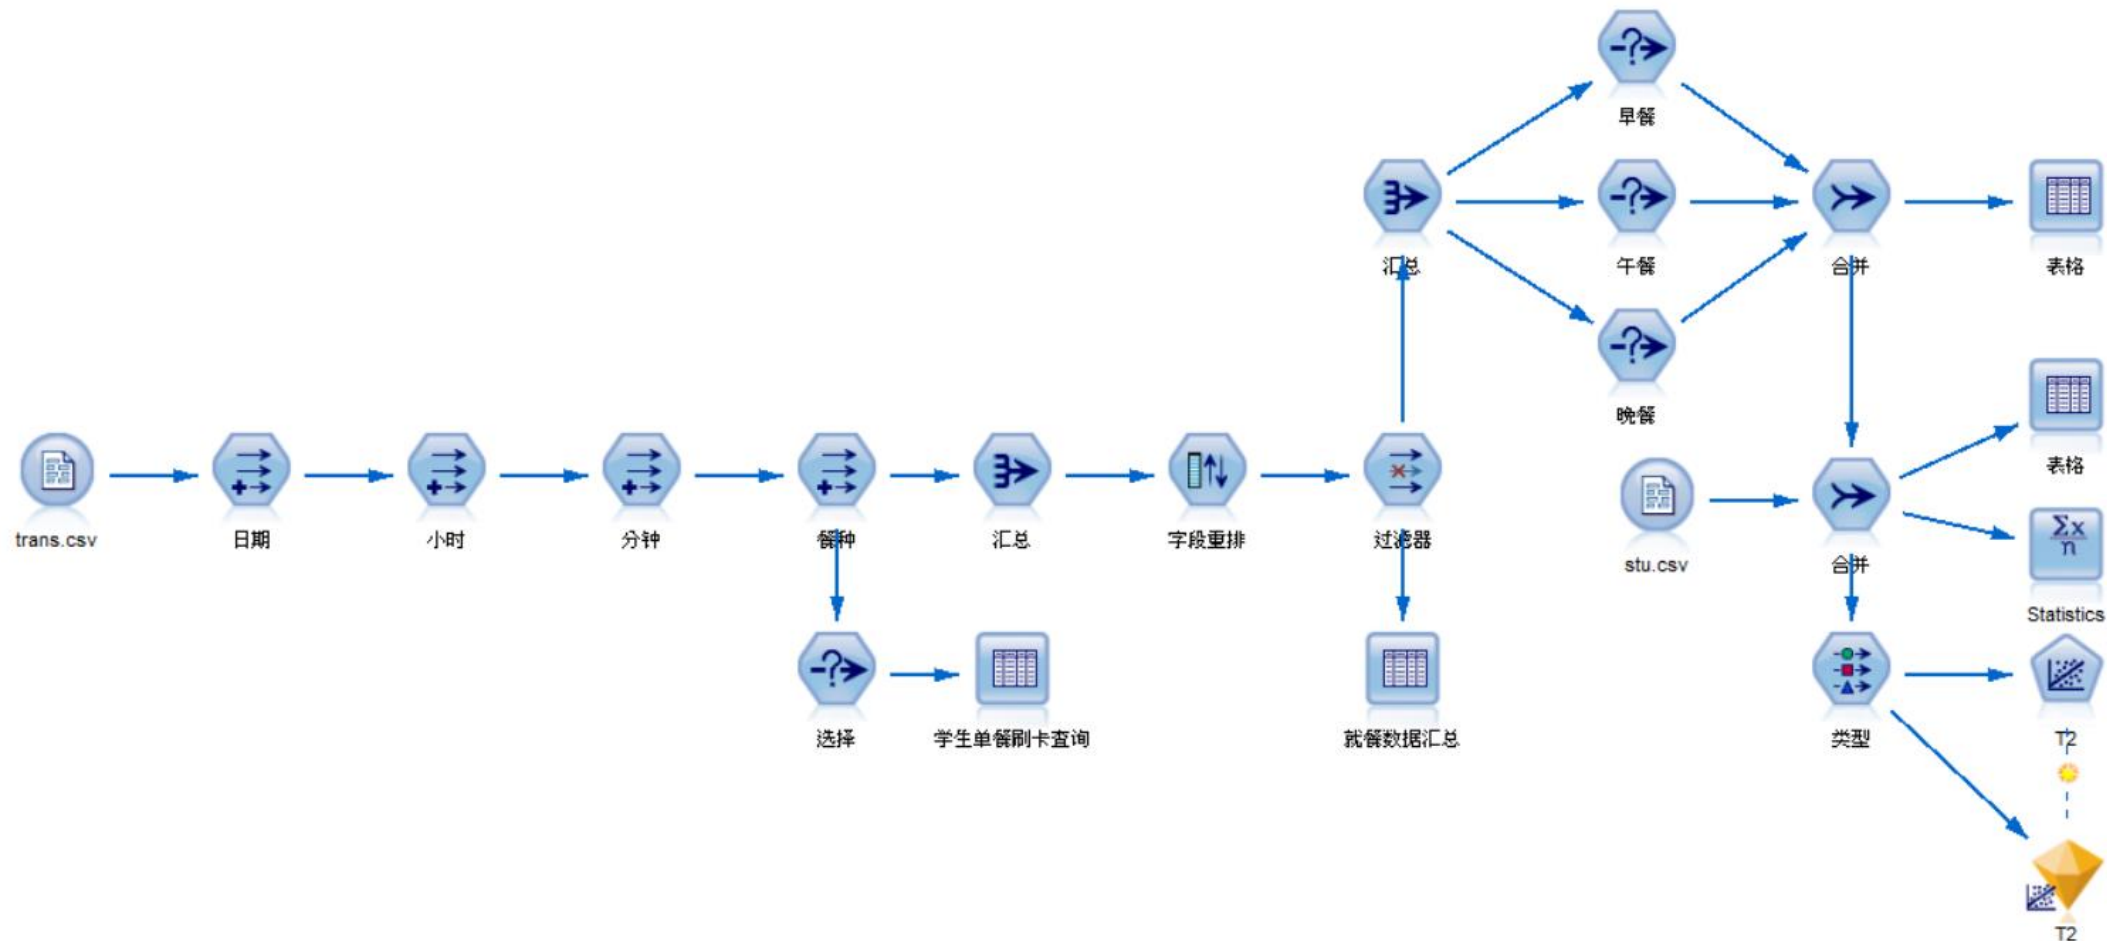 早餐
汇总
午餐
合并
表格
晚餐
表格
trans.csv
日期
小时
分钟
餐种
汇总
字段重排
过滤器
stu.csv
合并
Σx
n
Statistics
选择
学生单餐刷卡查询
就餐数据汇总
类型
T2
T2